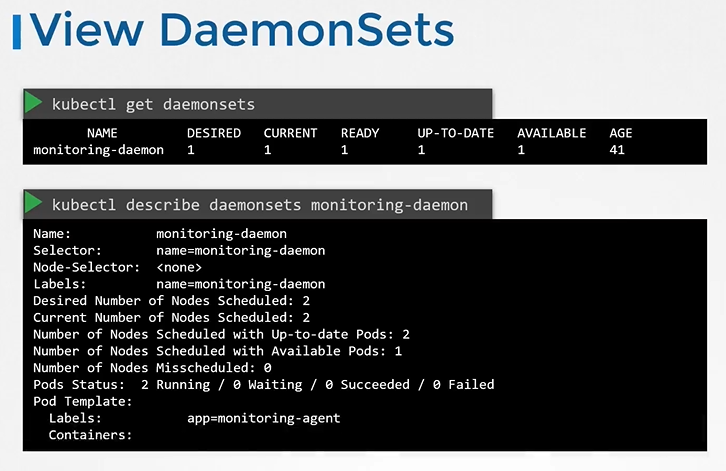 View DaemonSets
kubectl get daemonsets
NAME DESIRED CURRENT READY UP-TO-DATE AVAILABLE AGE
monitoring-daemon 1 1 1 1 1 41
kubectl describe daemonsets monitoring-daemon
Name: monitoring-daemon
Selector: name=monitoring-daemon
Node-Selector: <none>
Labels: name=monitoring-daemon
Desired Number of Nodes Scheduled: 2
Current Number of Nodes Scheduled: 2
Number of Nodes Scheduled with Up-to-date Pods: 2
Number of Nodes Scheduled with Available Pods: 1
Number of Nodes Misscheduled: 0
Pods Status: 2 Running / 0 Waiting / 0 Succeeded / 0 Failed
Pod Template:
Labels: app=monitoring-agent
Containers: